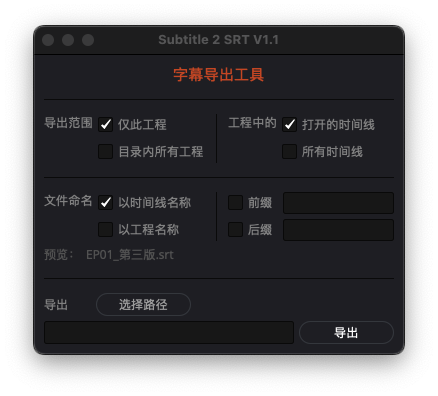 Subtitle 2 SRT V1.1
字幕导出工具
导出范围 仅此工程 工程中的 打开的时间线
目录内所有工程 所有时间线
文件命名 以时间线名称 前缀
以工程名称 后缀
预览： EP01_第三版.srt
导出 选择路径
导出